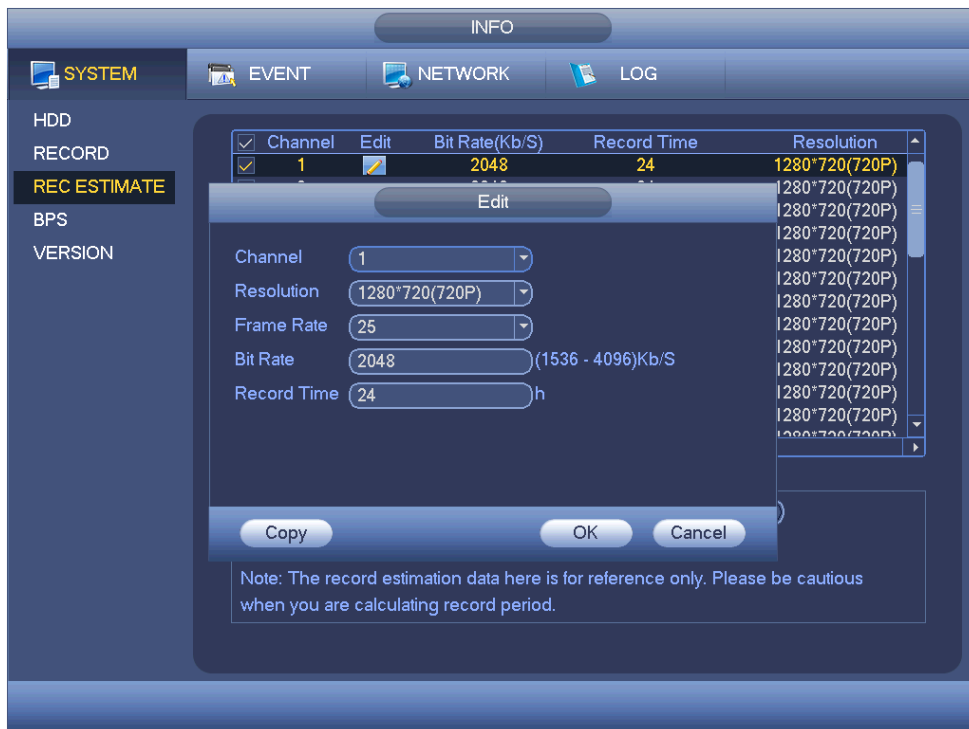 INFO
SYSTEM EVENT NETWORK LOG
HDD
RECORD
REC ESTIMATE
BPS
VERSION
Channel Edit Bit Rate(Kb/S) Record Time Resolution
1 2048 24 1280*720(720P)
1280*720(720P)
1280*720(720P)
1280*720(720P)
1280*720(720P)
1280*720(720P)
1280*720(720P)
1280*720(720P)
1280*720(720P)
1280*720(720P)
1280*720(720P)
1280*720(720P)
1280*720(720P)
Edit
Channel 1
Resolution 1280*720(720P)
Frame Rate 25
Bit Rate 2048 (1536 - 4096)Kb/S
Record Time 24 h
Copy OK Cancel
Note: The record estimation data here is for reference only. Please be cautious
when you are calculating record period.